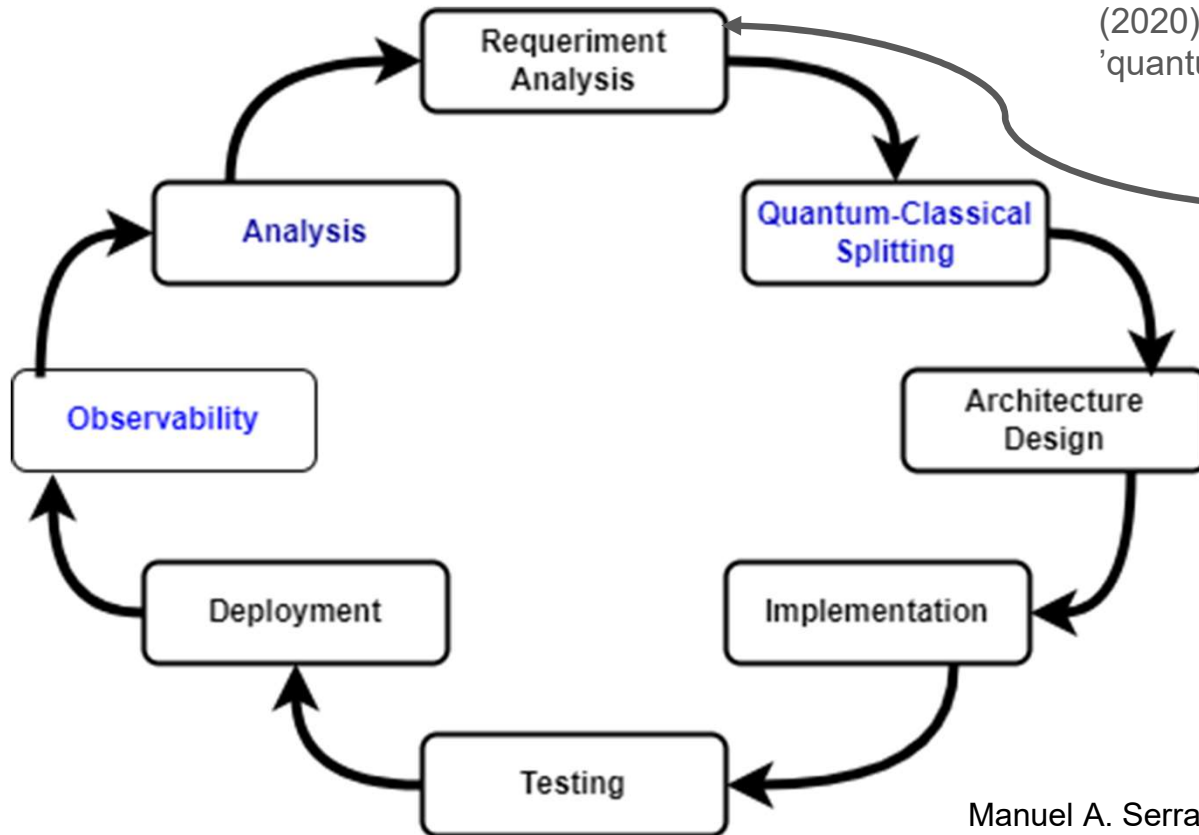 (2020)
'quantu
Requeriment
Analysis
Quantum-Classical
Splitting
Analysis
Architecture
Design
Observability
Implementation
Deployment
Testing
Manuel A. Serra